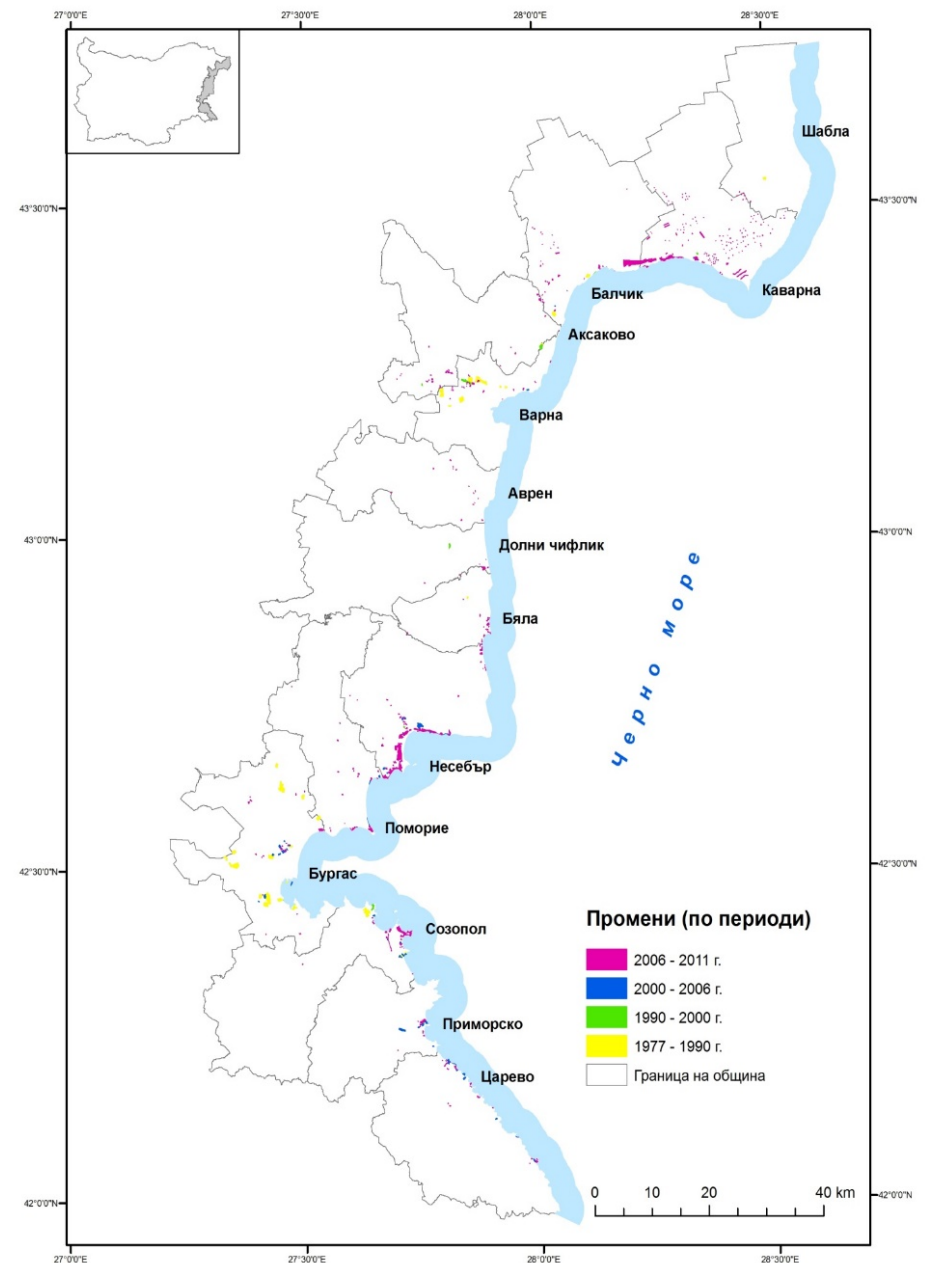 27°0'0"E 27°30'0"E 28°0'0"E 28°30'0"E
Шабла
43°30'0"N 43°30'0"N
Каварна
Балчик
Аксаково
Варна
Аврен
43°0'0"N 43°0'0"N
Долни чифлик
Бяла
Черно море
Несебър
Поморие
42°30'0"N 42°30'0"N
Бургас
Созопол
Приморско
Царево
Промени (по периоди)
2006 - 2011 г.
2000 - 2006 г.
1990 - 2000 г.
1977 - 1990 г.
Граница на община
0 10 20 40 km
42°0'0"N 42°0'0"N
27°0'0"E 27°30'0"E 28°0'0"E 28°30'0"E